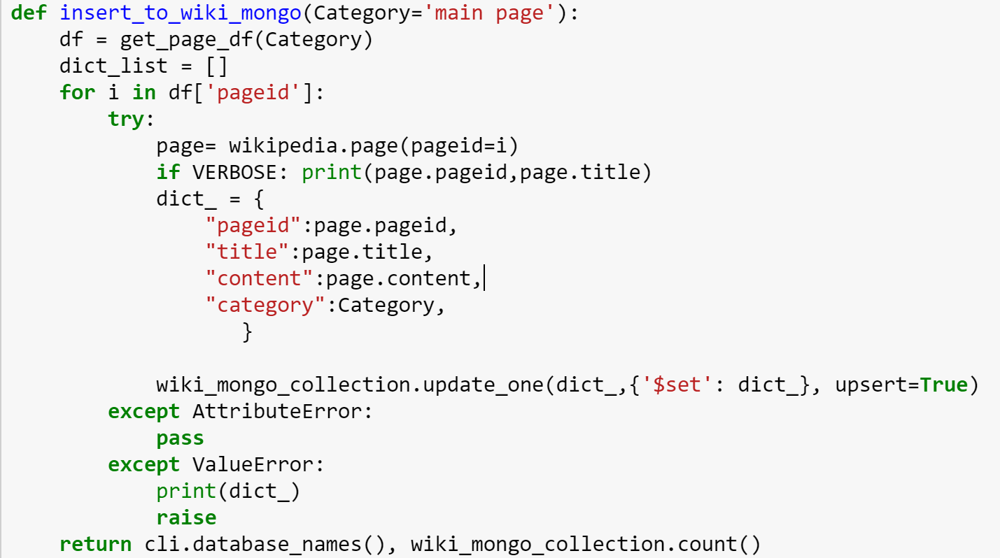 def insert_to_wiki_mongo(Category='main page'):
    df = get_page_df(Category)
    dict_list = []
    for i in df['pageid']:
        try:
            page= wikipedia.page(pageid=i)
            if VERBOSE: print(page.pageid,page.title)
            dict_ = {
                "pageid":page.pageid,
                "title":page.title,
                "content":page.content,
                "category":Category,
                   }

            wiki_mongo_collection.update_one(dict_,{'$set': dict_}, upsert=True)
        except AttributeError:
            pass
        except ValueError:
            print(dict_)
            raise
    return cli.database_names(), wiki_mongo_collection.count()